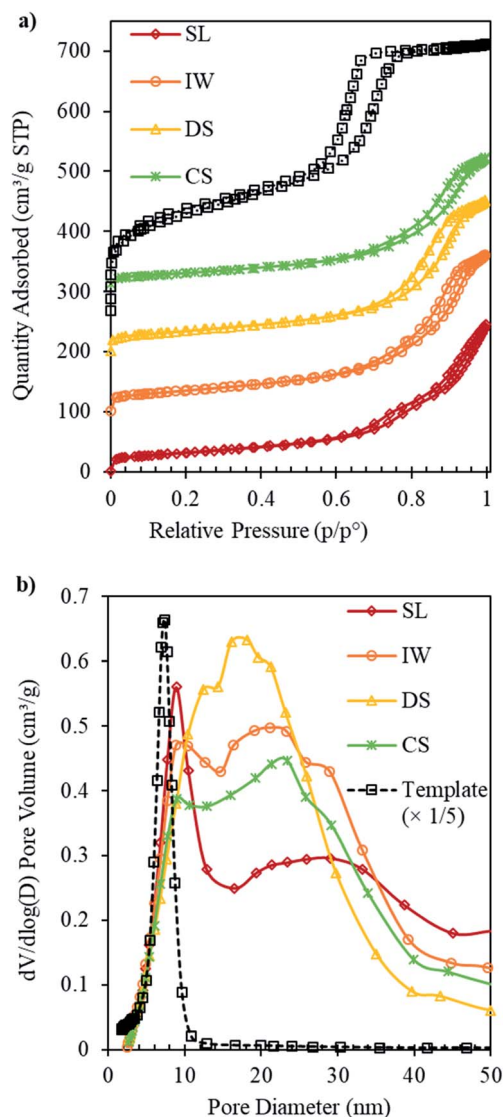 a)
SL
IW
DS
CS
Quantity Adsorbed (cm³/g STP)
700
600
500
400
300
200
100
0
0 0.2 0.4 0.6 0.8 1
Relative Pressure (p/p°)
b)
SL
IW
DS
CS
Template
(× 1/5)
dV/dlog(D) Pore Volume (cm³/g)
0.7
0.6
0.5
0.4
0.3
0.2
0.1
0
0 10 20 30 40 50
Pore Diameter (nm)